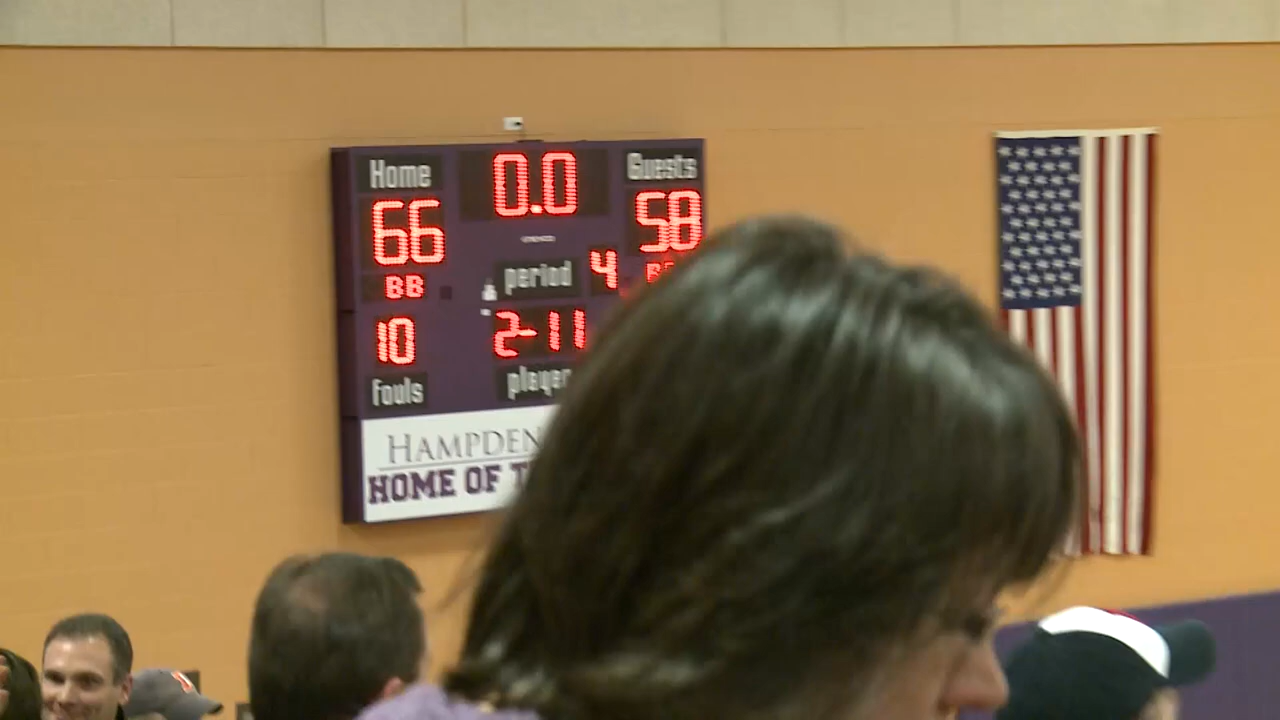 Home 0.0 Guests
66 58
period 4
BB
10 2-11
fouls player
HAMPDEN
HOME OF